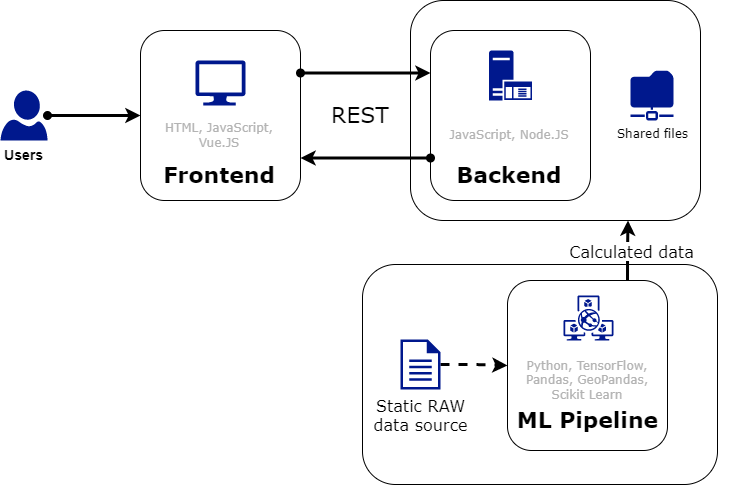 Users
HTML, JavaScript,
Vue.JS
Frontend
REST
JavaScript, Node.JS
Backend
Shared files
Calculated data
Static RAW
data source
Python, TensorFlow,
Pandas, GeoPandas,
Scikit Learn
ML Pipeline